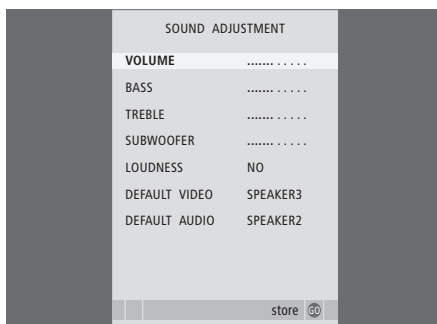 SOUND ADJUSTMENT
VOLUME ............
BASS ............
TREBLE ............
SUBWOOFER ............
LOUDNESS NO
DEFAULT VIDEO SPEAKER3
DEFAULT AUDIO SPEAKER2
store GO